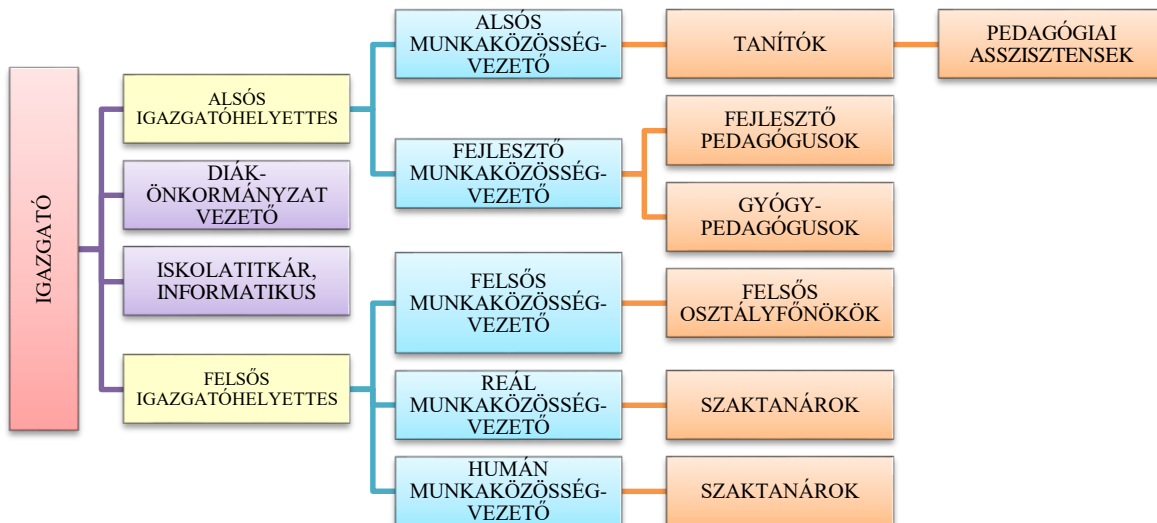 IGAZGATÓ
ALSÓS
IGAZGATÓHELYETTES
DIÁK-
ÖNKORMÁNYZAT
VEZETŐ
ISKOLATITKÁR,
INFORMATIKUS
FELSŐS
IGAZGATÓHELYETTES
ALSÓS
MUNKAKÖZÖSSÉG-
VEZETŐ
FEJLESZTŐ
MUNKAKÖZÖSSÉG-
VEZETŐ
FELSŐS
MUNKAKÖZÖSSÉG-
VEZETŐ
REÁL
MUNKAKÖZÖSSÉG-
VEZETŐ
HUMÁN
MUNKAKÖZÖSSÉG-
VEZETŐ
TANÍTÓK
FEJLESZTŐ
PEDAGÓGUSOK
GYÓGY-
PEDAGÓGUSOK
FELSŐS
OSZTÁLYFŐNÖKÖK
SZAKTANÁROK
SZAKTANÁROK
PEDAGÓGIAI
ASSZISZTENSEK